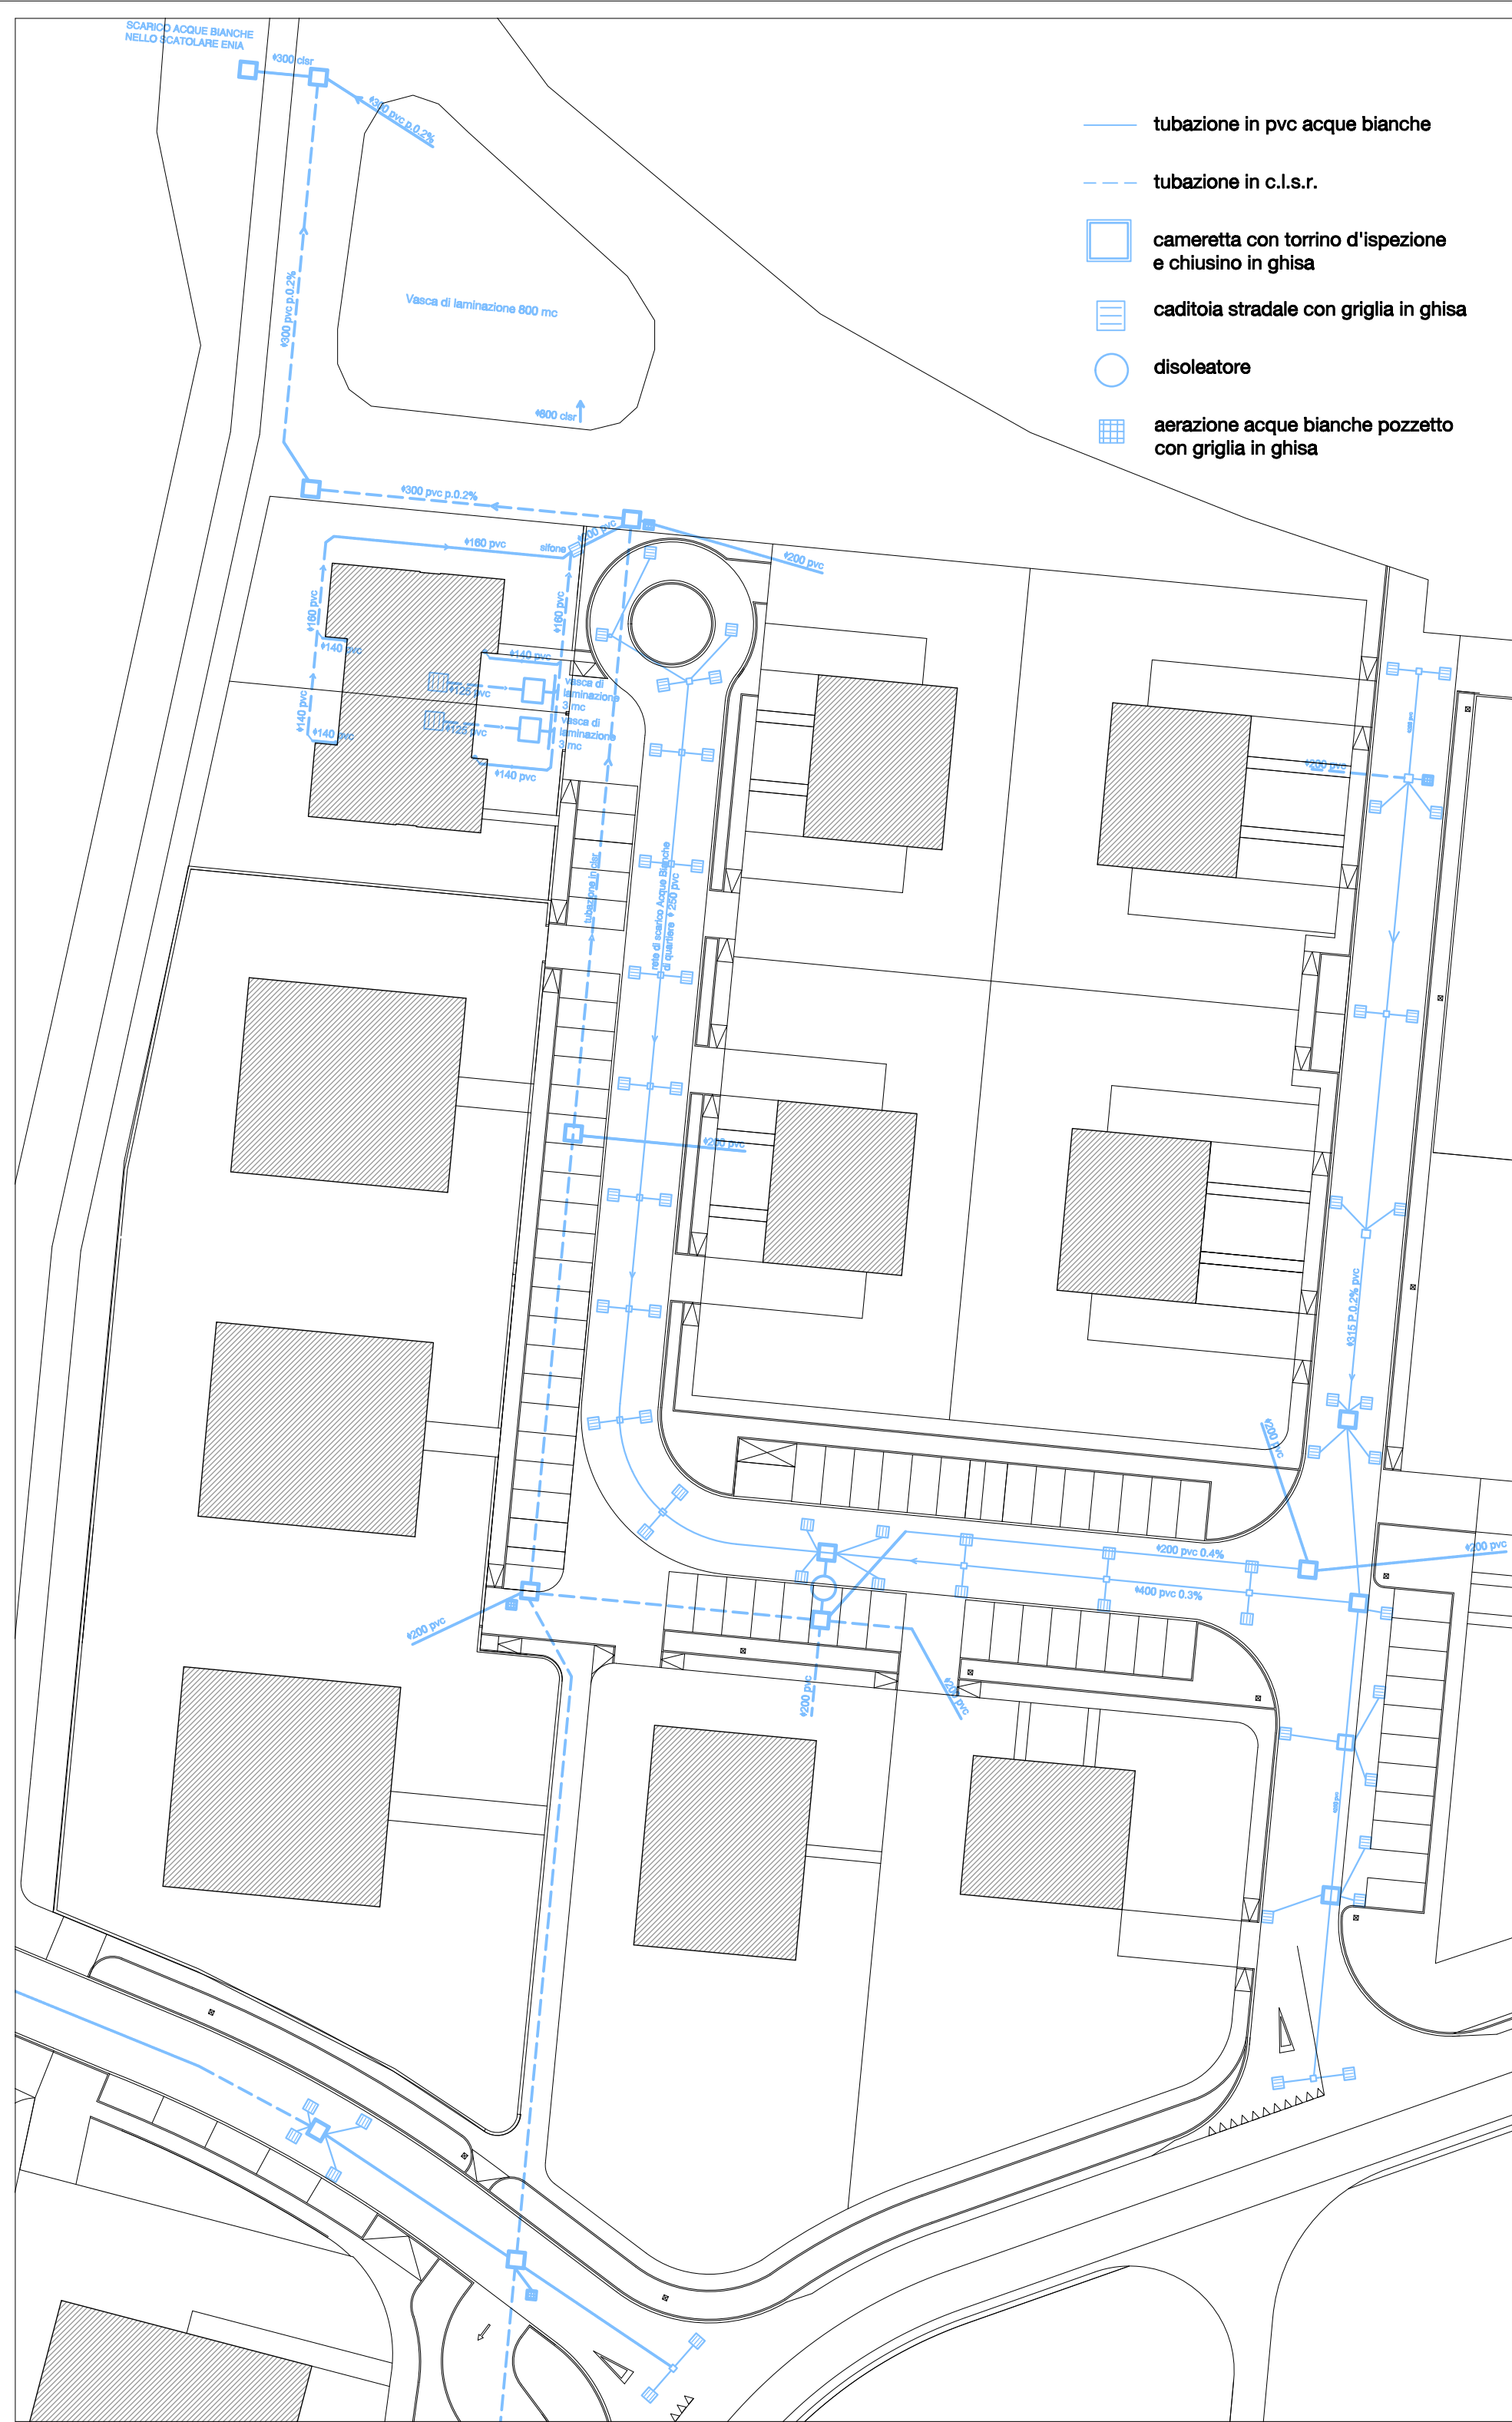 SCARICO ACQUE BIANCHE
NELLO SCATOLARE ENIA
ϕ300 clsr
ϕ300 pvc p.0.2%
tubazione in pvc acque bianche
tubazione in c.l.s.r.
cameretta con torrino d'ispezione
e chiusino in ghisa
caditoia stradale con griglia in ghisa
disoleatore
aerazione acque bianche pozzetto
con griglia in ghisa
ϕ300 pvc p.0.2%
Vasca di laminazione 800 mc
ϕ800 clsr
ϕ300 pvc p.0.2%
ϕ160 pvc
sifone
ϕ200 pvc
ϕ200 pvc
ϕ160 pvc
ϕ160 pvc
ϕ140 pvc
ϕ140 pvc
ϕ125 pvc
vasca di
laminazione
3 mc
ϕ140 pvc
ϕ140 pvc
ϕ125 pvc
vasca di
laminazione
3 mc
ϕ140 pvc
ϕ200 pvc
tubazione in clsr
rete di scarico Acque Bianche
di quartiere ϕ 250 pvc
ϕ200 pvc
ϕ315 P.0.2% pvc
ϕ200 pvc
ϕ200 pvc 0.4%
ϕ200 pvc
ϕ400 pvc 0.3%
ϕ200 pvc
ϕ200 pvc
ϕ200 pvc